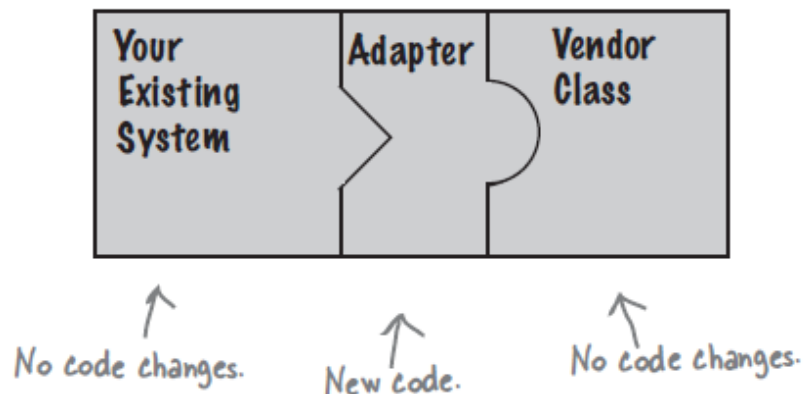 Your
Existing
System
Adapter
Vendor
Class
No code changes.
New code.
No code changes.